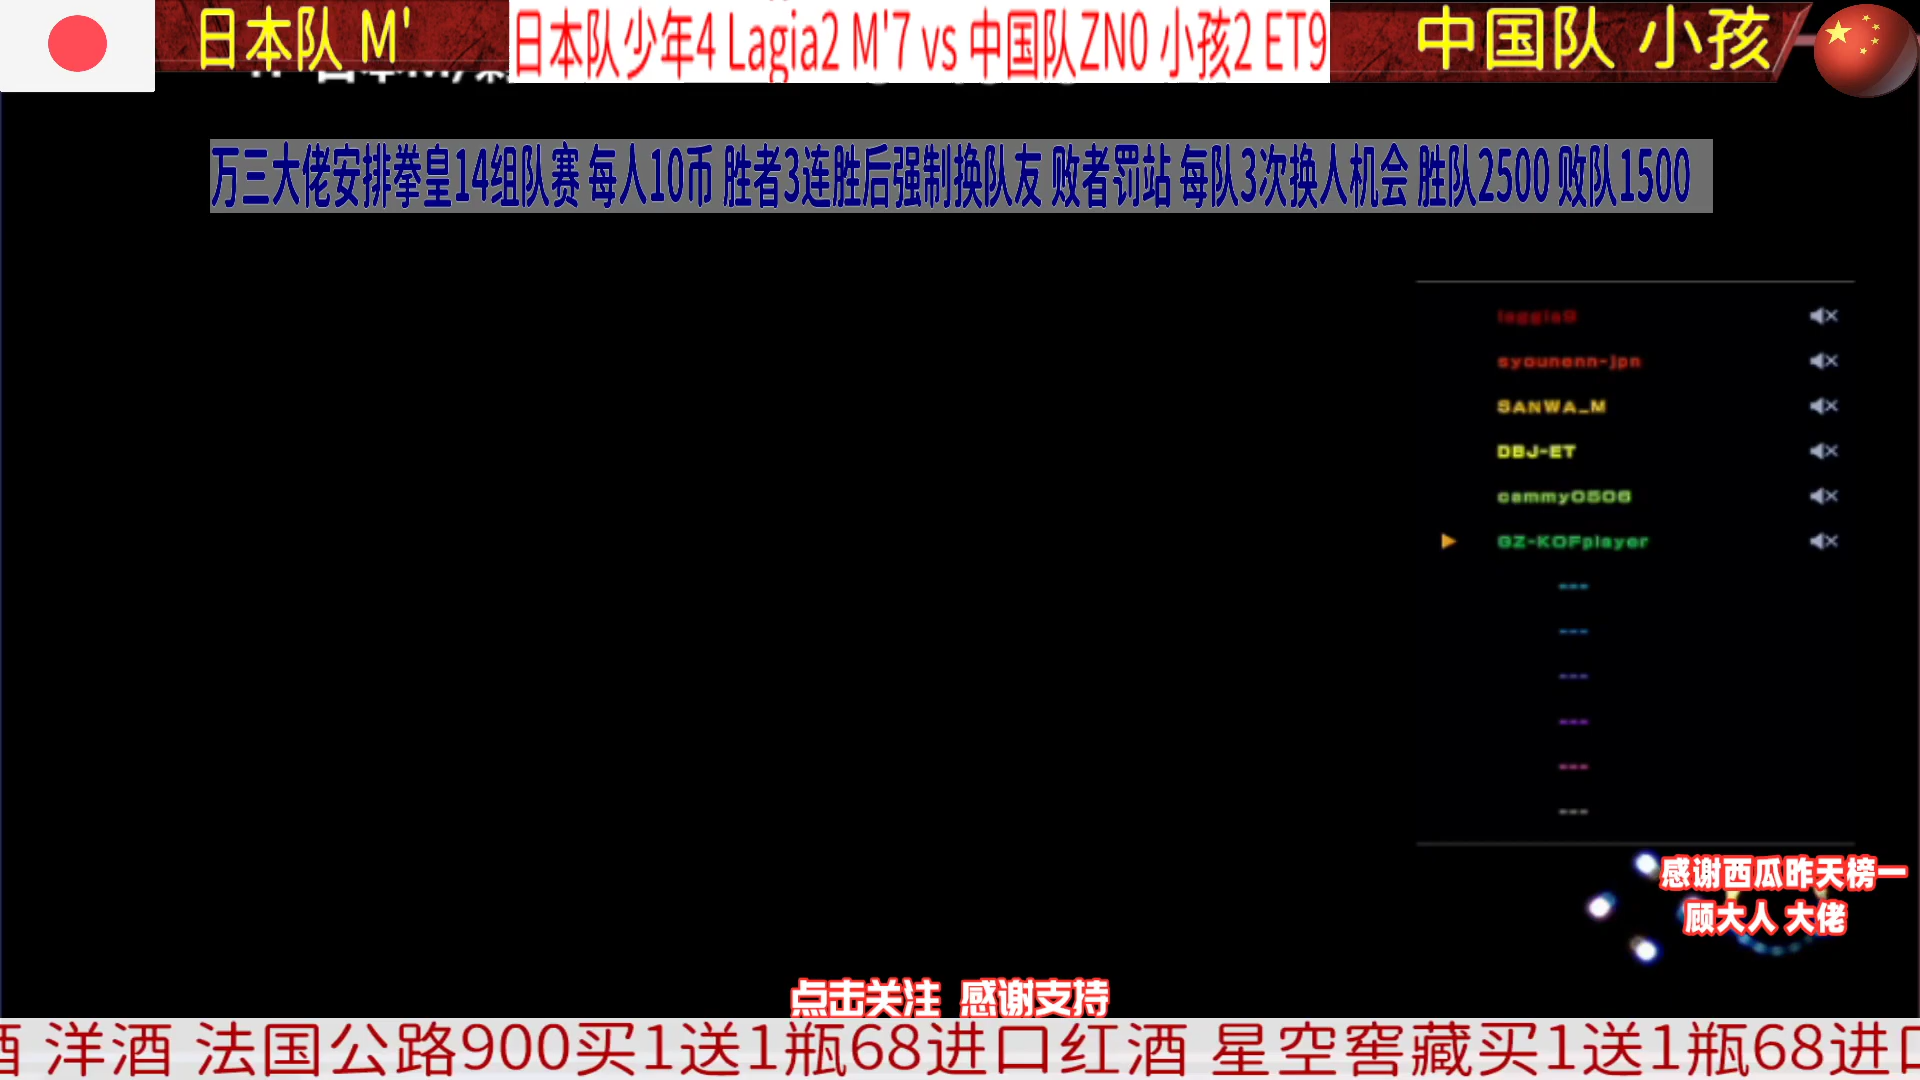 日本队 M'
日本队少年4 Lagia2 M'7 vs 中国队ZN0 小孩2 ET9
中国队 小孩
万三大佬安排拳皇14组队赛 每人10币 胜者3连胜后强制换队友 败者罚站 每队3次换人机会 胜队2500 败队1500
laggia9
syounenn-jpn
SANWA_M
DBJ-ET
cammy0506
GZ-KOFplayer
---
---
---
---
---
---
感谢西瓜昨天榜一
顾大人 大佬
点击关注 感谢支持
酒 洋酒 法国公路900买1送1瓶68进口红酒 星空窖藏买1送1瓶68进口